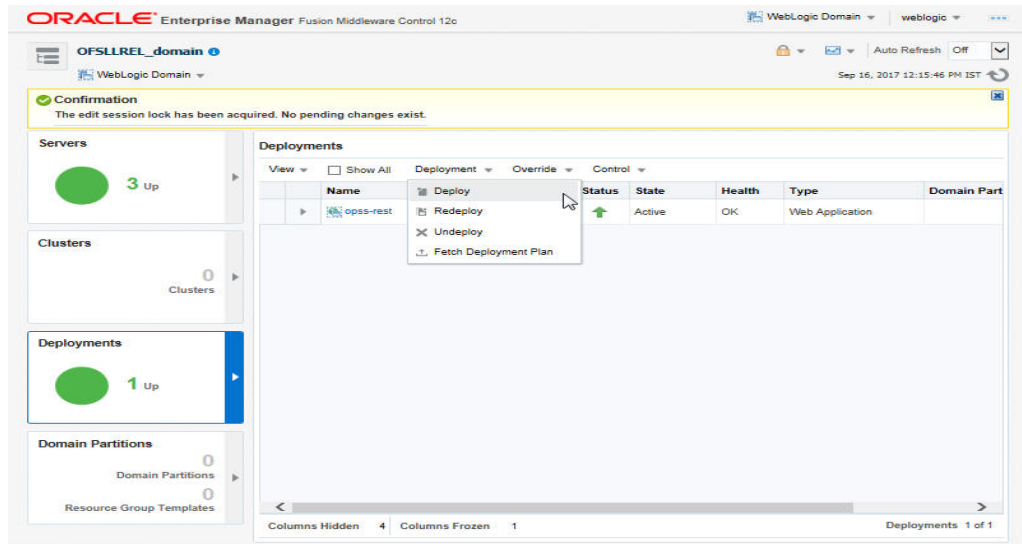 ORACLE Enterprise Manager Fusion Middleware Control 12c
WebLogic Domain
weblogic
OFSLLREL_domain
WebLogic Domain
Auto Refresh Off
Sep 16, 2017 12:15:46 PM IST
Confirmation
The edit session lock has been acquired. No pending changes exist.
Servers
3 Up
Clusters
0
Clusters
Deployments
1 Up
Domain Partitions
0
Domain Partitions
0
Resource Group Templates
Deployments
View Show All Deployment Override Control
Name Status State Health Type Domain Part
opss-rest Active OK Web Application
Deploy
Redeploy
Undeploy
Fetch Deployment Plan
Columns Hidden 4 Columns Frozen 1
Deployments 1 of 1